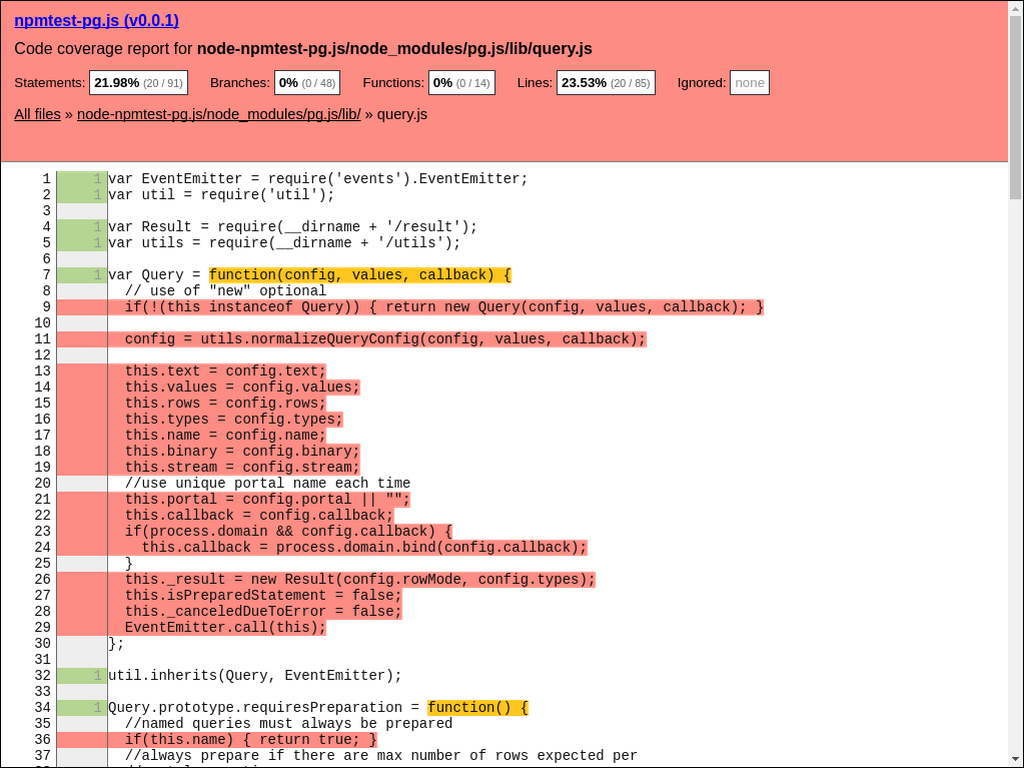 npmtest-pg.js (v0.0.1)
Code coverage report for node-npmtest-pg.js/node_modules/pg.js/lib/query.js
Statements: 21.98% (20 / 91) Branches: 0% (0 / 48) Functions: 0% (0 / 14) Lines: 23.53% (20 / 85) Ignored: none
All files » node-npmtest-pg.js/node_modules/pg.js/lib/ » query.js
1 1 var EventEmitter = require('events').EventEmitter;
2 1 var util = require('util');
3
4 1 var Result = require(__dirname + '/result');
5 1 var utils = require(__dirname + '/utils');
6
7 1 var Query = function(config, values, callback) {
8   // use of "new" optional
9   if(!(this instanceof Query)) { return new Query(config, values, callback); }
10
11   config = utils.normalizeQueryConfig(config, values, callback);
12
13   this.text = config.text;
14   this.values = config.values;
15   this.rows = config.rows;
16   this.types = config.types;
17   this.name = config.name;
18   this.binary = config.binary;
19   this.stream = config.stream;
20   //use unique portal name each time
21   this.portal = config.portal || "";
22   this.callback = config.callback;
23   if(process.domain && config.callback) {
24     this.callback = process.domain.bind(config.callback);
25   }
26   this._result = new Result(config.rowMode, config.types);
27   this.isPreparedStatement = false;
28   this._canceledDueToError = false;
29   EventEmitter.call(this);
30 };
31
32 1 util.inherits(Query, EventEmitter);
33
34 1 Query.prototype.requiresPreparation = function() {
35   //named queries must always be prepared
36   if(this.name) { return true; }
37   //always prepare if there are max number of rows expected per